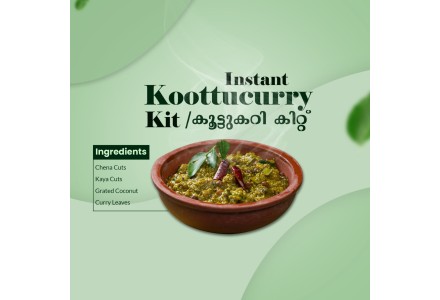 Instant
Koottucurry
Kit /കൂട്ടുകറി കിറ്റ്
Ingredients
Chena Cuts
Kaya Cuts
Grated Coconut
Curry Leaves